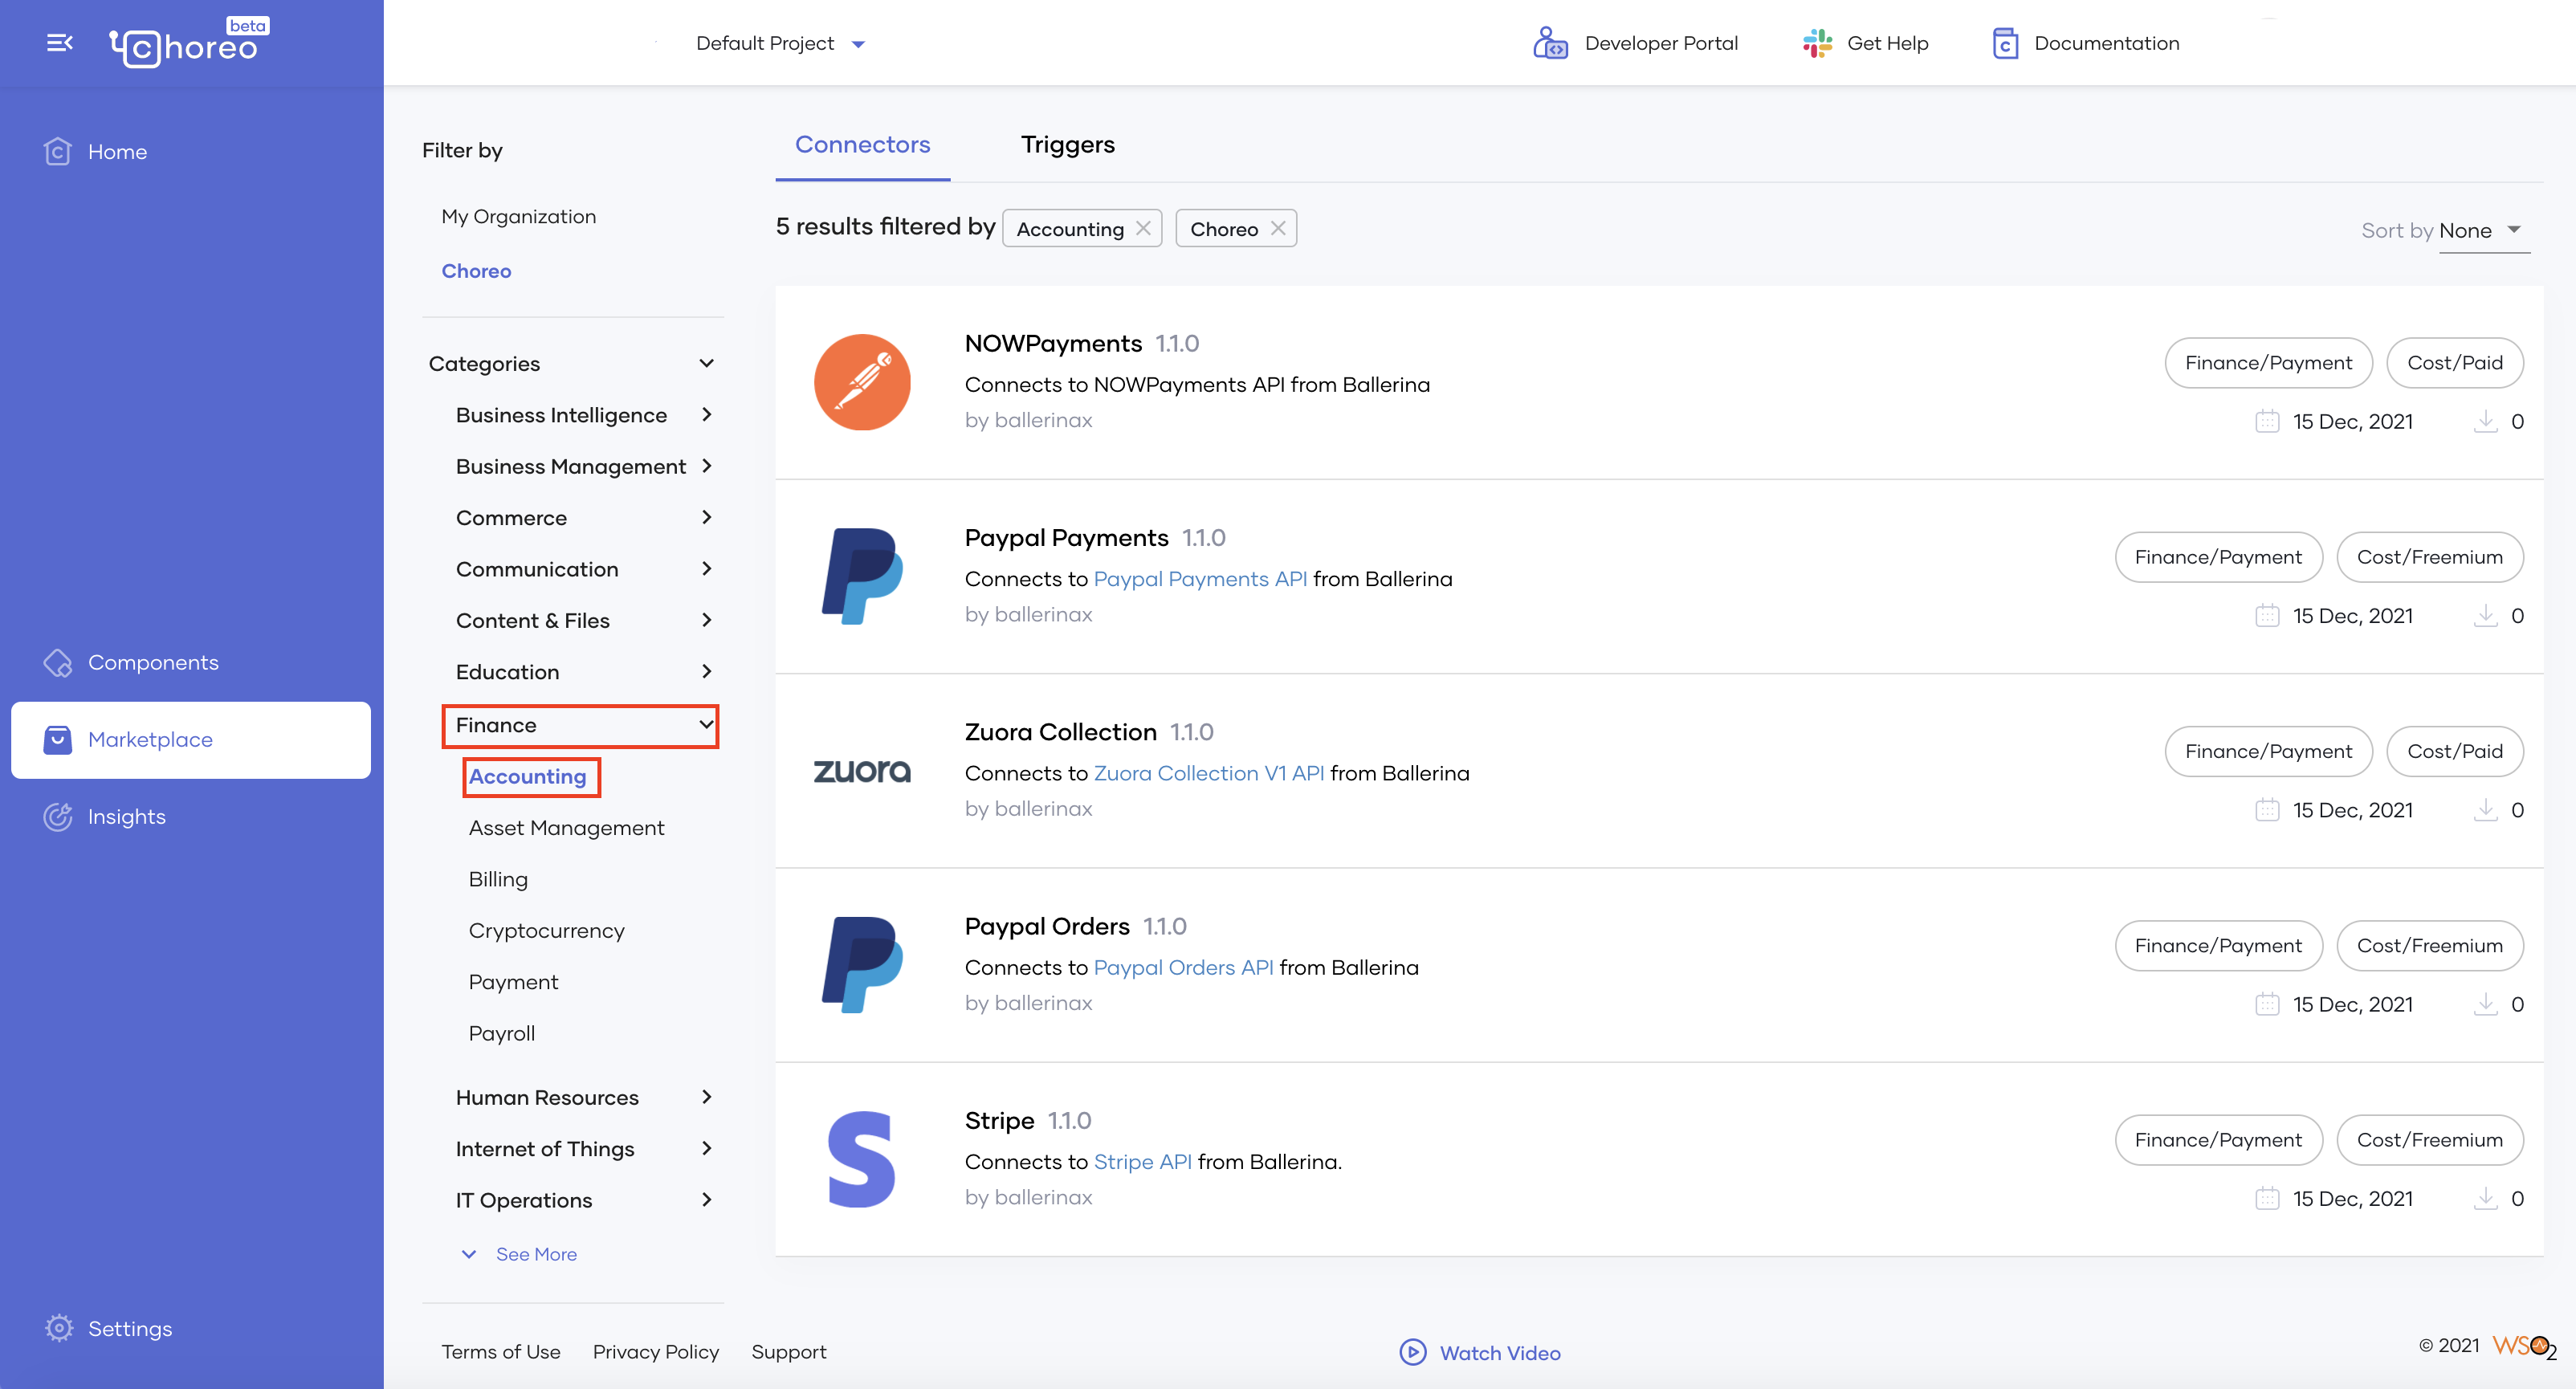 Choreo beta
Default Project
Developer Portal
Get Help
Documentation
Home
Components
Marketplace
Insights
Settings
Filter by
My Organization
Choreo
Categories
Business Intelligence
Business Management
Commerce
Communication
Content & Files
Education
Finance
Accounting
Asset Management
Billing
Cryptocurrency
Payment
Payroll
Human Resources
Internet of Things
IT Operations
See More
Connectors Triggers
5 results filtered by Accounting Choreo
Sort by None
NOWPayments 1.1.0
Connects to NOWPayments API from Ballerina
by ballerinax
Finance/Payment Cost/Paid
15 Dec, 2021 0
Paypal Payments 1.1.0
Connects to Paypal Payments API from Ballerina
by ballerinax
Finance/Payment Cost/Freemium
15 Dec, 2021 0
zuora
Zuora Collection 1.1.0
Connects to Zuora Collection V1 API from Ballerina
by ballerinax
Finance/Payment Cost/Paid
15 Dec, 2021 0
Paypal Orders 1.1.0
Connects to Paypal Orders API from Ballerina
by ballerinax
Finance/Payment Cost/Freemium
15 Dec, 2021 0
S
Stripe 1.1.0
Connects to Stripe API from Ballerina.
by ballerinax
Finance/Payment Cost/Freemium
15 Dec, 2021 0
Terms of Use Privacy Policy Support
Watch Video
© 2021 WSO2